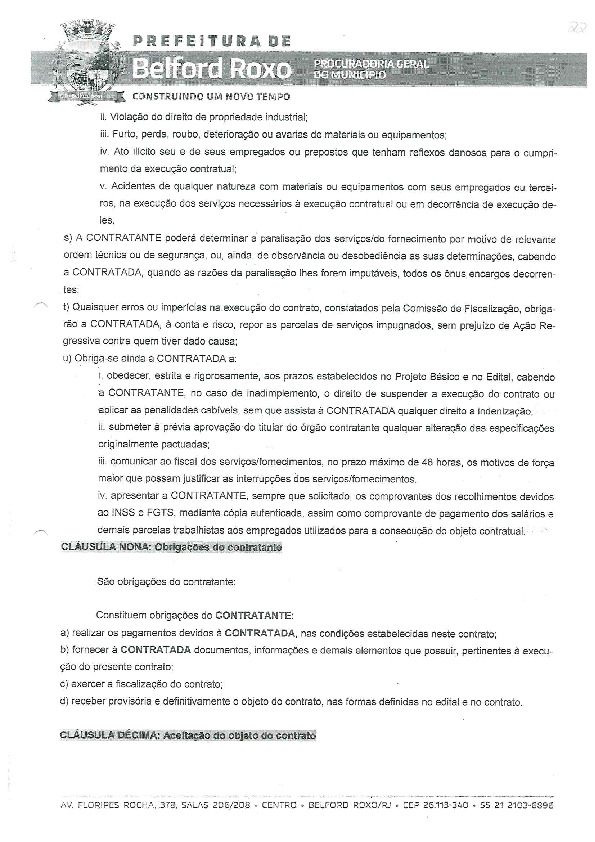 22
PREFEITURA DE
Belford Roxo
PROCURADORIA GERAL
DO MUNICÍPIO
CONSTRUINDO UM NOVO TEMPO
ii. Violação do direito de propriedade industrial;
iii. Furto, perda, roubo, deterioração ou avarias de materiais ou equipamentos;
iv. Ato ilícito seu e de seus empregados ou prepostos que tenham reflexos danosos para o cumpri-
mento da execução contratual;
v. Acidentes de qualquer natureza com materiais ou equipamentos com seus empregados ou tercei-
ros, na execução dos serviços necessários à execução contratual ou em decorrência de execução de-
les.
s) A CONTRATANTE poderá determinar a paralisação dos serviços/do fornecimento por motivo de relevante
ordem técnica ou de segurança, ou, ainda, de observância ou desobediência as suas determinações, cabendo
a CONTRATADA, quando as razões da paralisação lhes forem imputáveis, todos os ônus encargos decorren-
tes;
t) Quaisquer erros ou imperícias na execução do contrato, constatados pela Comissão de Fiscalização, obriga-
rão a CONTRATADA, à conta e risco, repor as parcelas de serviços impugnados, sem prejuízo de Ação Re-
gressiva contra quem tiver dado causa;
u) Obriga-se ainda a CONTRATADA a:
i. obedecer, estrita e rigorosamente, aos prazos estabelecidos no Projeto Básico e no Edital, cabendo
a CONTRATANTE, no caso de inadimplemento, o direito de suspender a execução do contrato ou
aplicar as penalidades cabíveis, sem que assista à CONTRATADA qualquer direito a indenização.
ii. submeter à prévia aprovação do titular do órgão contratante qualquer alteração das especificações
originalmente pactuadas;
iii. comunicar ao fiscal dos serviços/fornecimentos, no prazo máximo de 48 horas, os motivos de força
maior que possam justificar as interrupções dos serviços/fornecimentos.
iv. apresentar a CONTRATANTE, sempre que solicitado, os comprovantes dos recolhimentos devidos
ao INSS e FGTS, mediante cópia autenticada, assim como comprovante de pagamento dos salários e
demais parcelas trabalhistas aos empregados utilizados para a consecução do objeto contratual.
CLÁUSULA NONA: Obrigações do contratante
São obrigações do contratante:
Constituem obrigações do CONTRATANTE:
a) realizar os pagamentos devidos à CONTRATADA, nas condições estabelecidas neste contrato;
b) fornecer à CONTRATADA documentos, informações e demais elementos que possuir, pertinentes à execu-
ção do presente contrato;
c) exercer a fiscalização do contrato;
d) receber provisória e definitivamente o objeto do contrato, nas formas definidas no edital e no contrato.
CLÁUSULA DÉCIMA: Aceitação do objeto do contrato
AV. FLORIPES ROCHA, 378, SALAS 206/208 • CENTRO • BELFORD ROXO/RJ • CEP 26.113-340 • 55 21 2103-6896